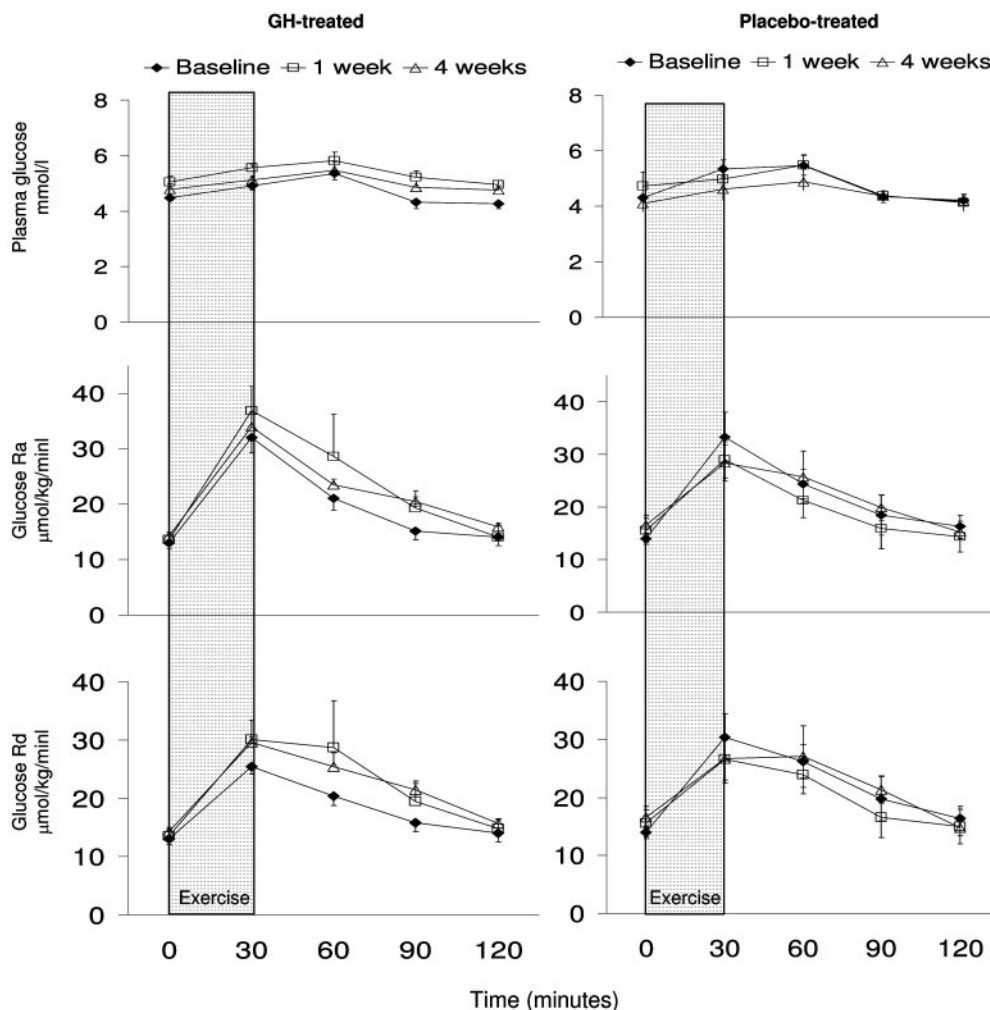 GH-treated
Placebo-treated
Baseline 1 week 4 weeks
Baseline 1 week 4 weeks
Plasma glucose
mmol/l
8
6
4
2
0
8
6
4
2
0
Glucose Ra
µmol/kg/minl
40
30
20
10
0
40
30
20
10
0
Glucose Rd
µmol/kg/minl
40
30
20
10
0
40
30
20
10
0
Exercise
Exercise
0 30 60 90 120
0 30 60 90 120
Time (minutes)